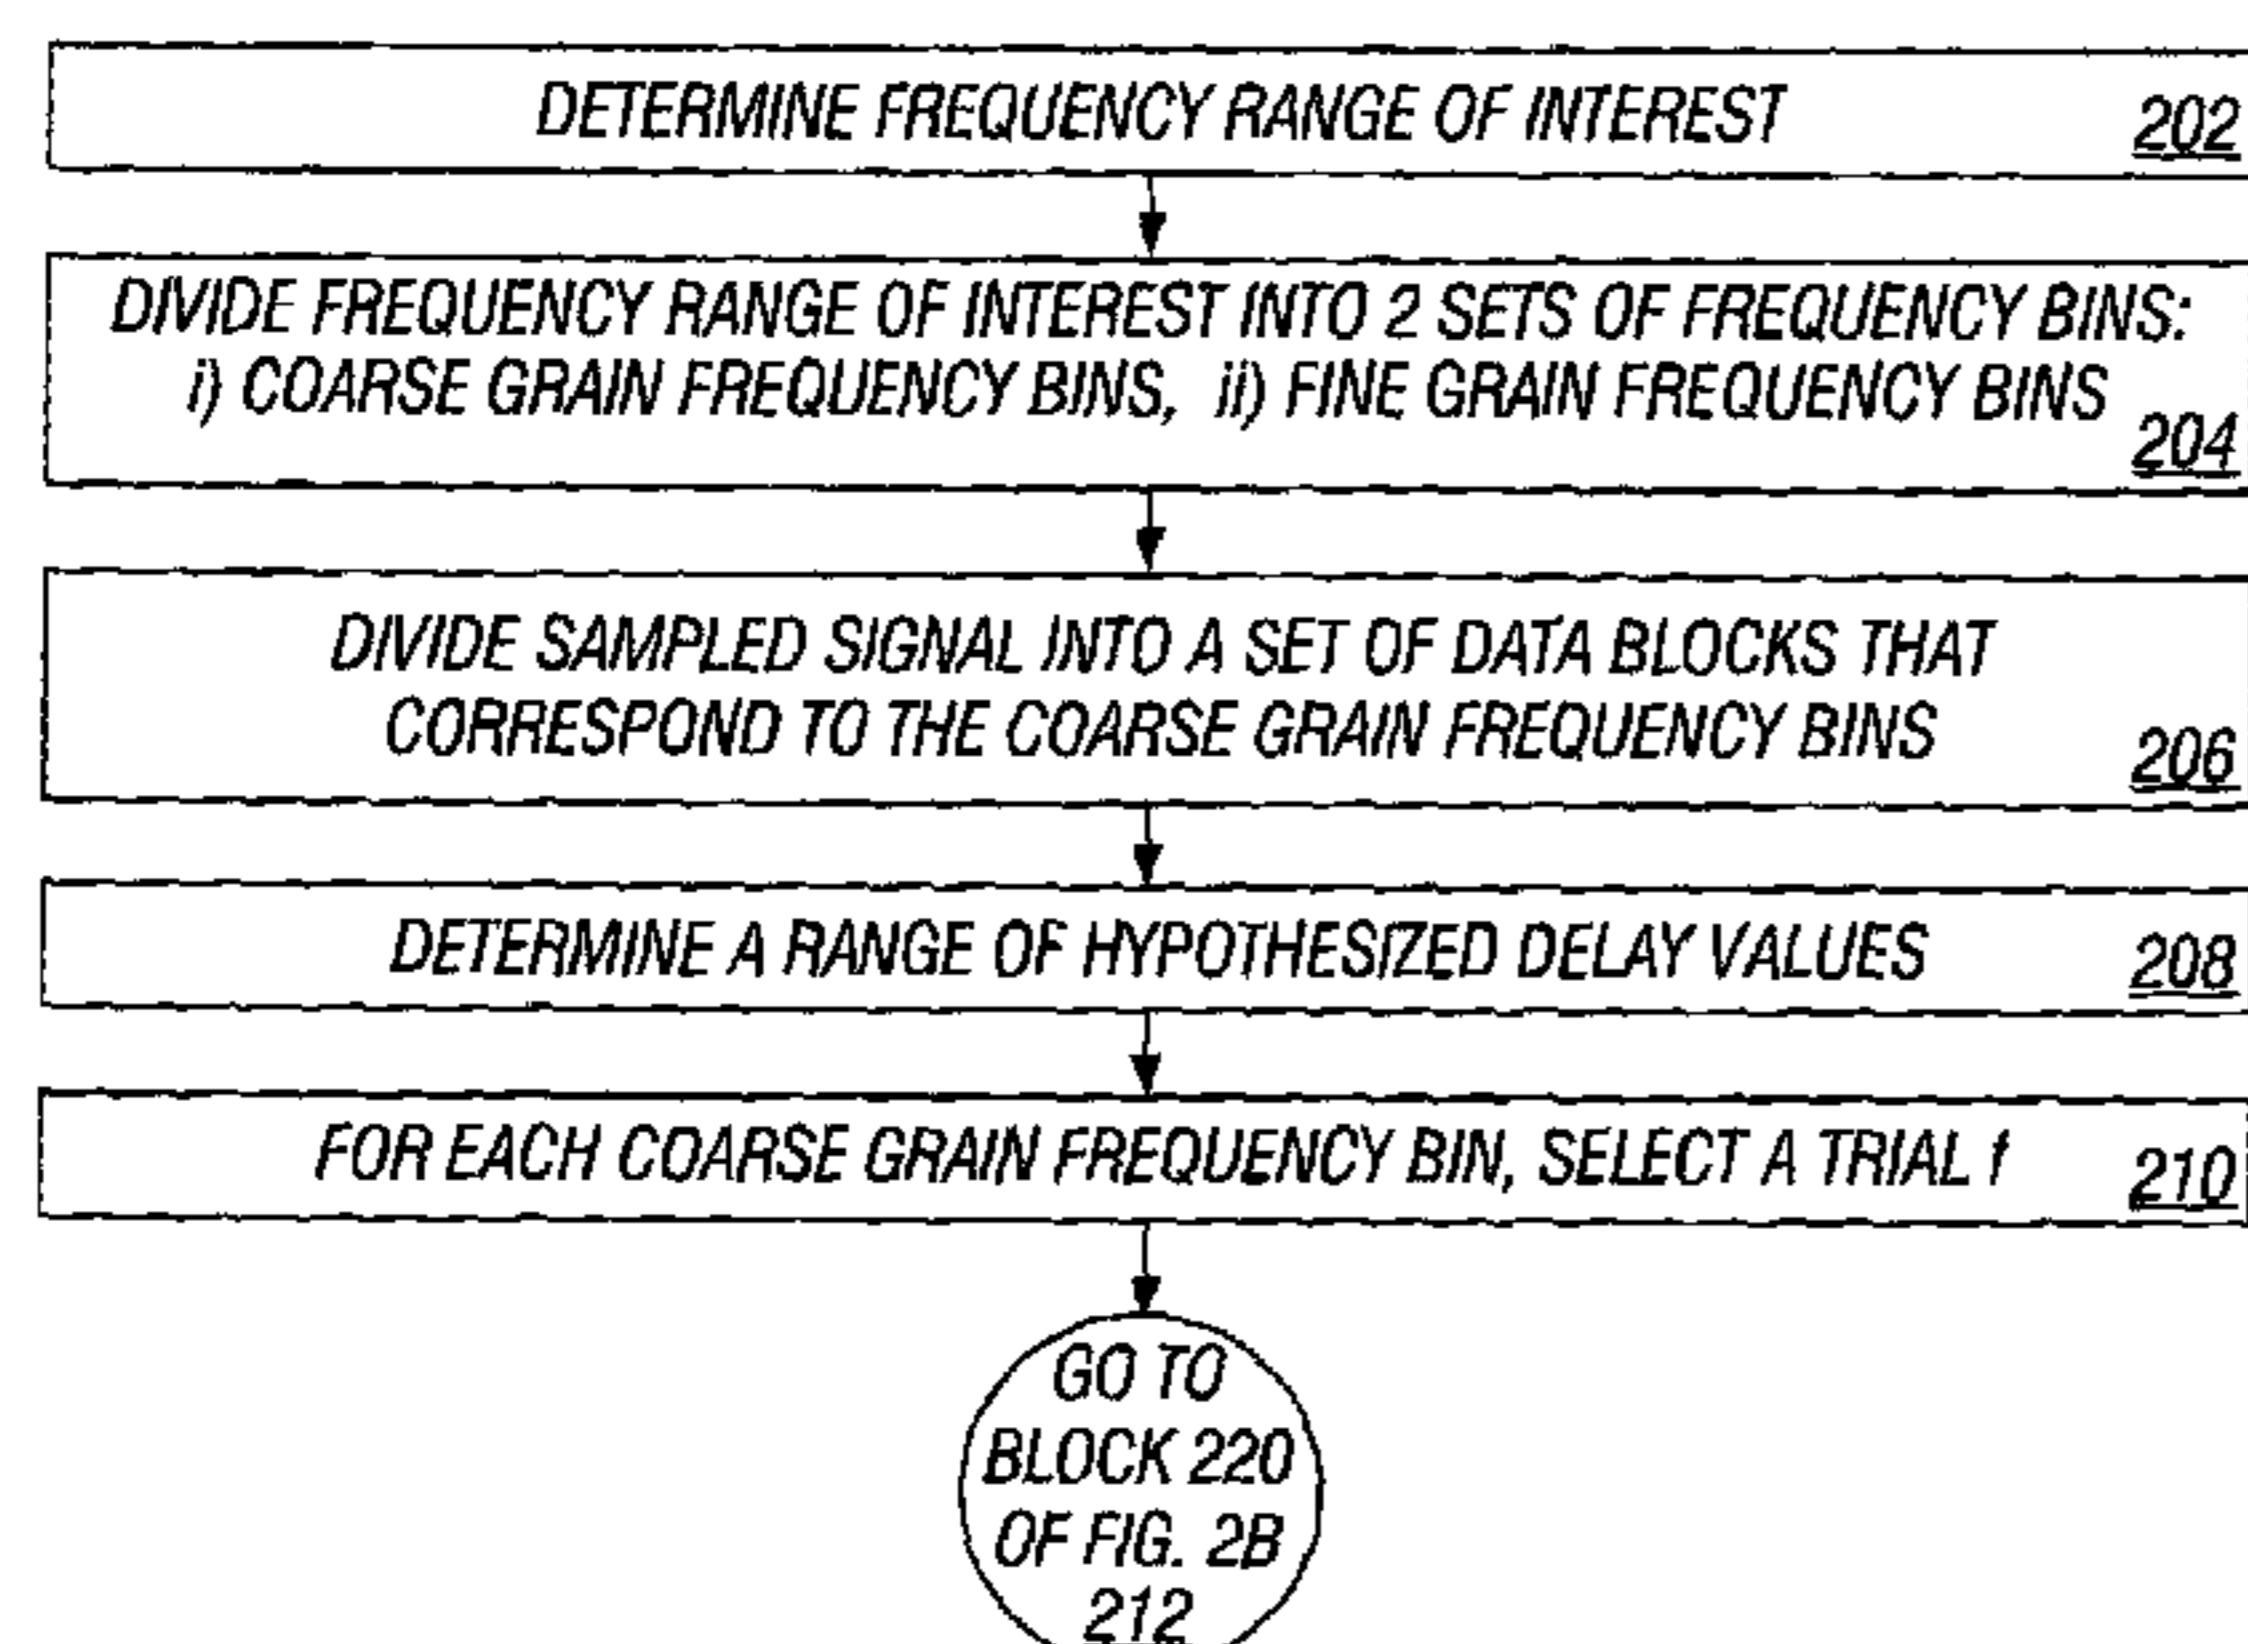 DETERMINE FREQUENCY RANGE OF INTEREST
202
DIVIDE FREQUENCY RANGE OF INTEREST INTO 2 SETS OF FREQUENCY BINS:
i) COARSE GRAIN FREQUENCY BINS, ii) FINE GRAIN FREQUENCY BINS
204
DIVIDE SAMPLED SIGNAL INTO A SET OF DATA BLOCKS THAT
CORRESPOND TO THE COARSE GRAIN FREQUENCY BINS
206
DETERMINE A RANGE OF HYPOTHESIZED DELAY VALUES
208
FOR EACH COARSE GRAIN FREQUENCY BIN, SELECT A TRIAL f
210
GO TO
BLOCK 220
OF FIG. 2B
212